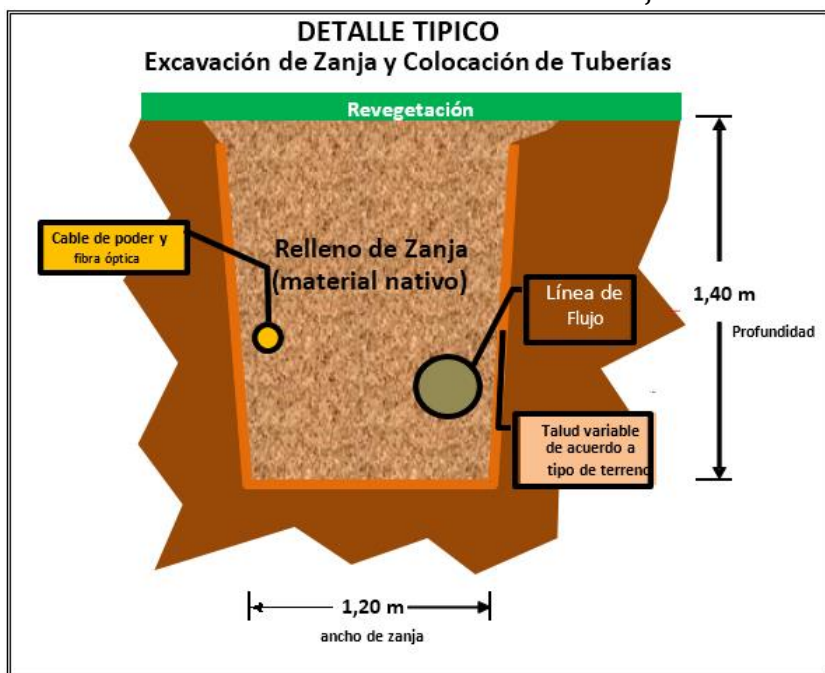 DETALLE TIPICO
Excavación de Zanja y Colocación de Tuberías
Revegetación
Cable de poder y
fibra óptica
Relleno de Zanja
(material nativo)
Línea de
Flujo
1,40 m
Profundidad
Talud variable
de acuerdo a
tipo de terreno
1,20 m
ancho de zanja